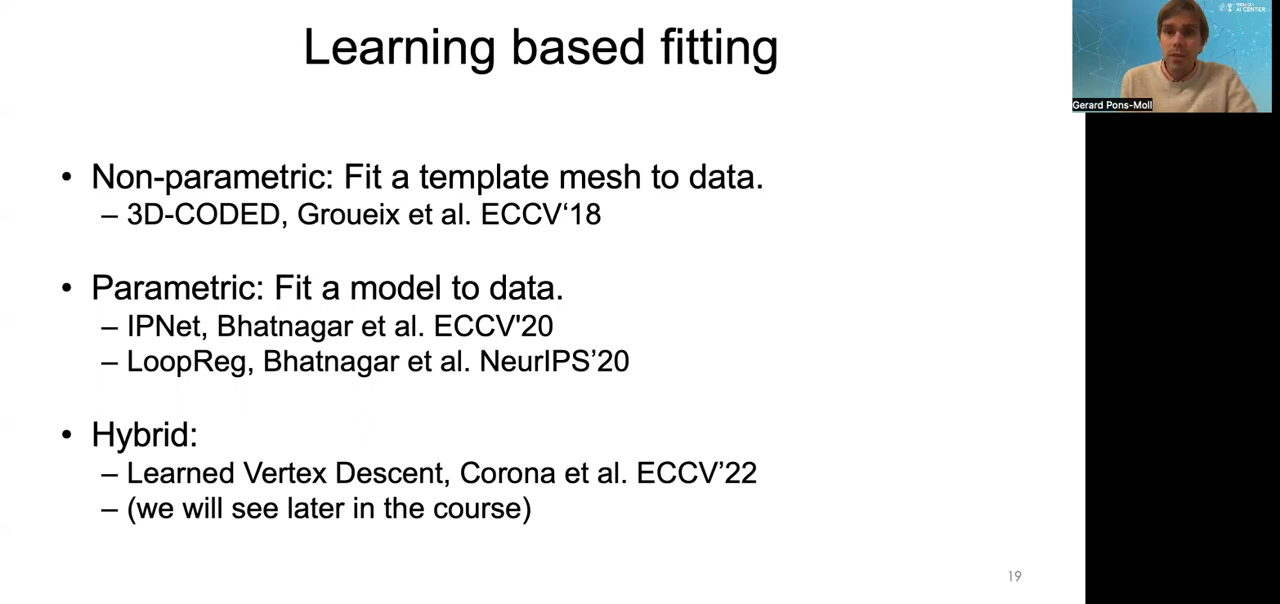 Learning based fitting
• Non-parametric: Fit a template mesh to data.
– 3D-CODED, Groueix et al. ECCV‘18
• Parametric: Fit a model to data.
– IPNet, Bhatnagar et al. ECCV'20
– LoopReg, Bhatnagar et al. NeurIPS’20
• Hybrid:
– Learned Vertex Descent, Corona et al. ECCV’22
– (we will see later in the course)
19
AI CENTER
Gerard Pons-Moll